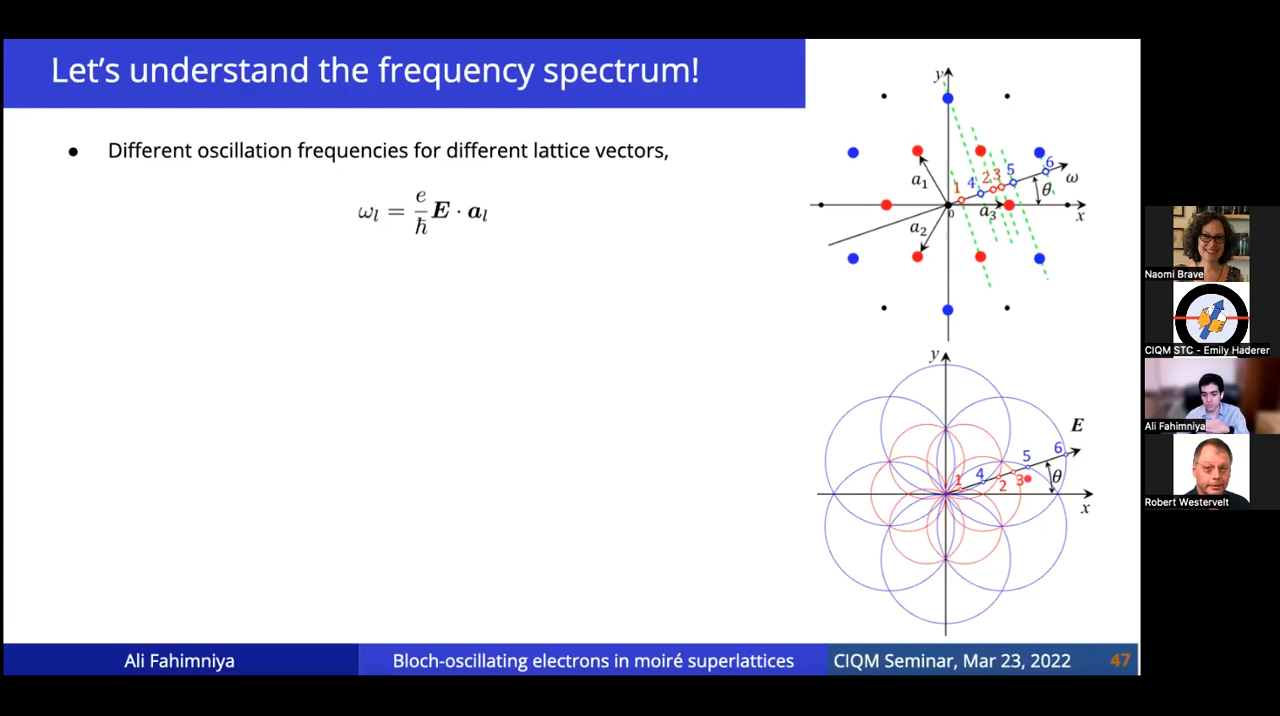 Let's understand the frequency spectrum!
● Different oscillation frequencies for different lattice vectors,
ω_l = e/ħ E · a_l
y
a₁
a₂
a₃
0
1
4
2
3
5
6
ω
θ
x
y
E
1
4
2
3
5
6
θ
x
Naomi Brave
CIQM STC - Emily Haderer
Ali Fahimniya
Robert Westervelt
Ali Fahimniya
Bloch-oscillating electrons in moiré superlattices
CIQM Seminar, Mar 23, 2022
47